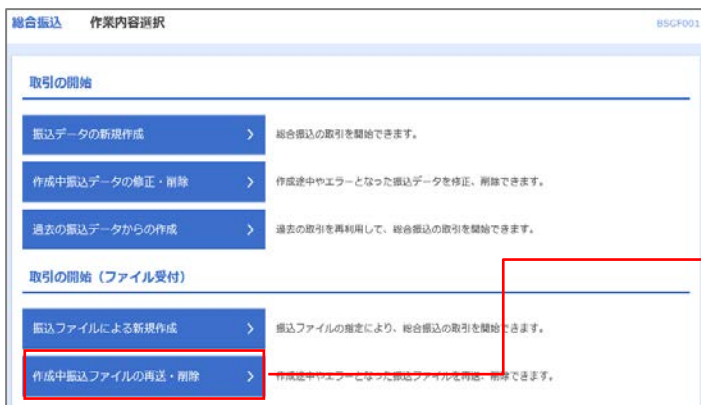 総合振込 作業内容選択 BSGF001
取引の開始
振込データの新規作成 総合振込の取引を開始できます。
作成中振込データの修正・削除 作成途中やエラーとなった振込データを修正、削除できます。
過去の振込データからの作成 過去の取引を再利用して、総合振込の取引を開始できます。
取引の開始（ファイル受付）
振込ファイルによる新規作成 振込ファイルの指定により、総合振込の取引を開始できます。
作成中振込ファイルの再送・削除 作成途中やエラーとなった振込ファイルを再送、削除できます。